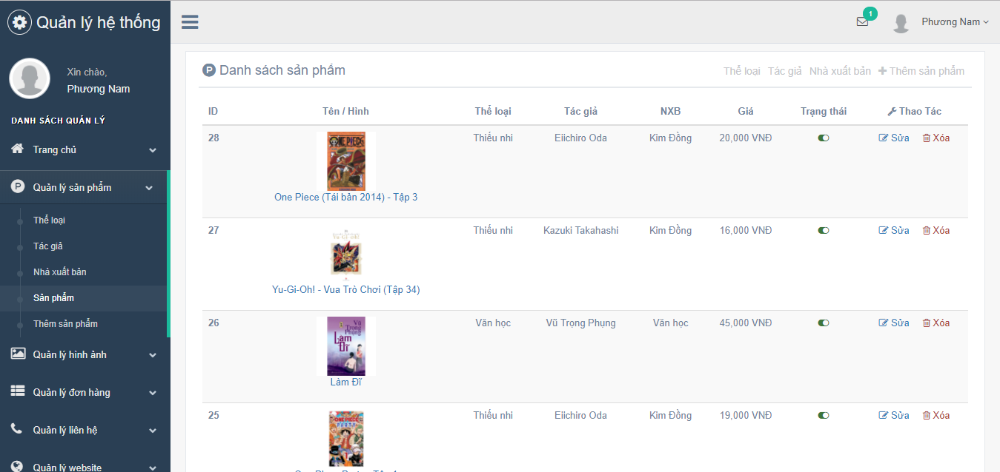 Quản lý hệ thống
1
Phương Nam
Xin chào,
Phương Nam
DANH SÁCH QUẢN LÝ
Trang chủ
P Quản lý sản phẩm
Thể loại
Tác giả
Nhà xuất bản
Sản phẩm
Thêm sản phẩm
Quản lý hình ảnh
Quản lý đơn hàng
Quản lý liên hệ
Quản lý website
P Danh sách sản phẩm
Thể loại Tác giả Nhà xuất bản Thêm sản phẩm
ID Tên / Hình Thể loại Tác giả NXB Giá Trạng thái Thao Tác
28 Thiếu nhi Eiichiro Oda Kim Đồng 20,000 VNĐ Sửa Xóa
ONE PIECE
One Piece (Tái bản 2014) - Tập 3
27 Thiếu nhi Kazuki Takahashi Kim Đồng 16,000 VNĐ Sửa Xóa
YU-GI-OH!
Yu-Gi-Oh! - Vua Trò Chơi (Tập 34)
26 Văn học Vũ Trọng Phụng Văn học 45,000 VNĐ Sửa Xóa
Vũ
Trọng
Phụng
Làm
Đĩ
Làm Đĩ
25 Thiếu nhi Eiichiro Oda Kim Đồng 19,000 VNĐ Sửa Xóa
ONE PIECE
PARTY